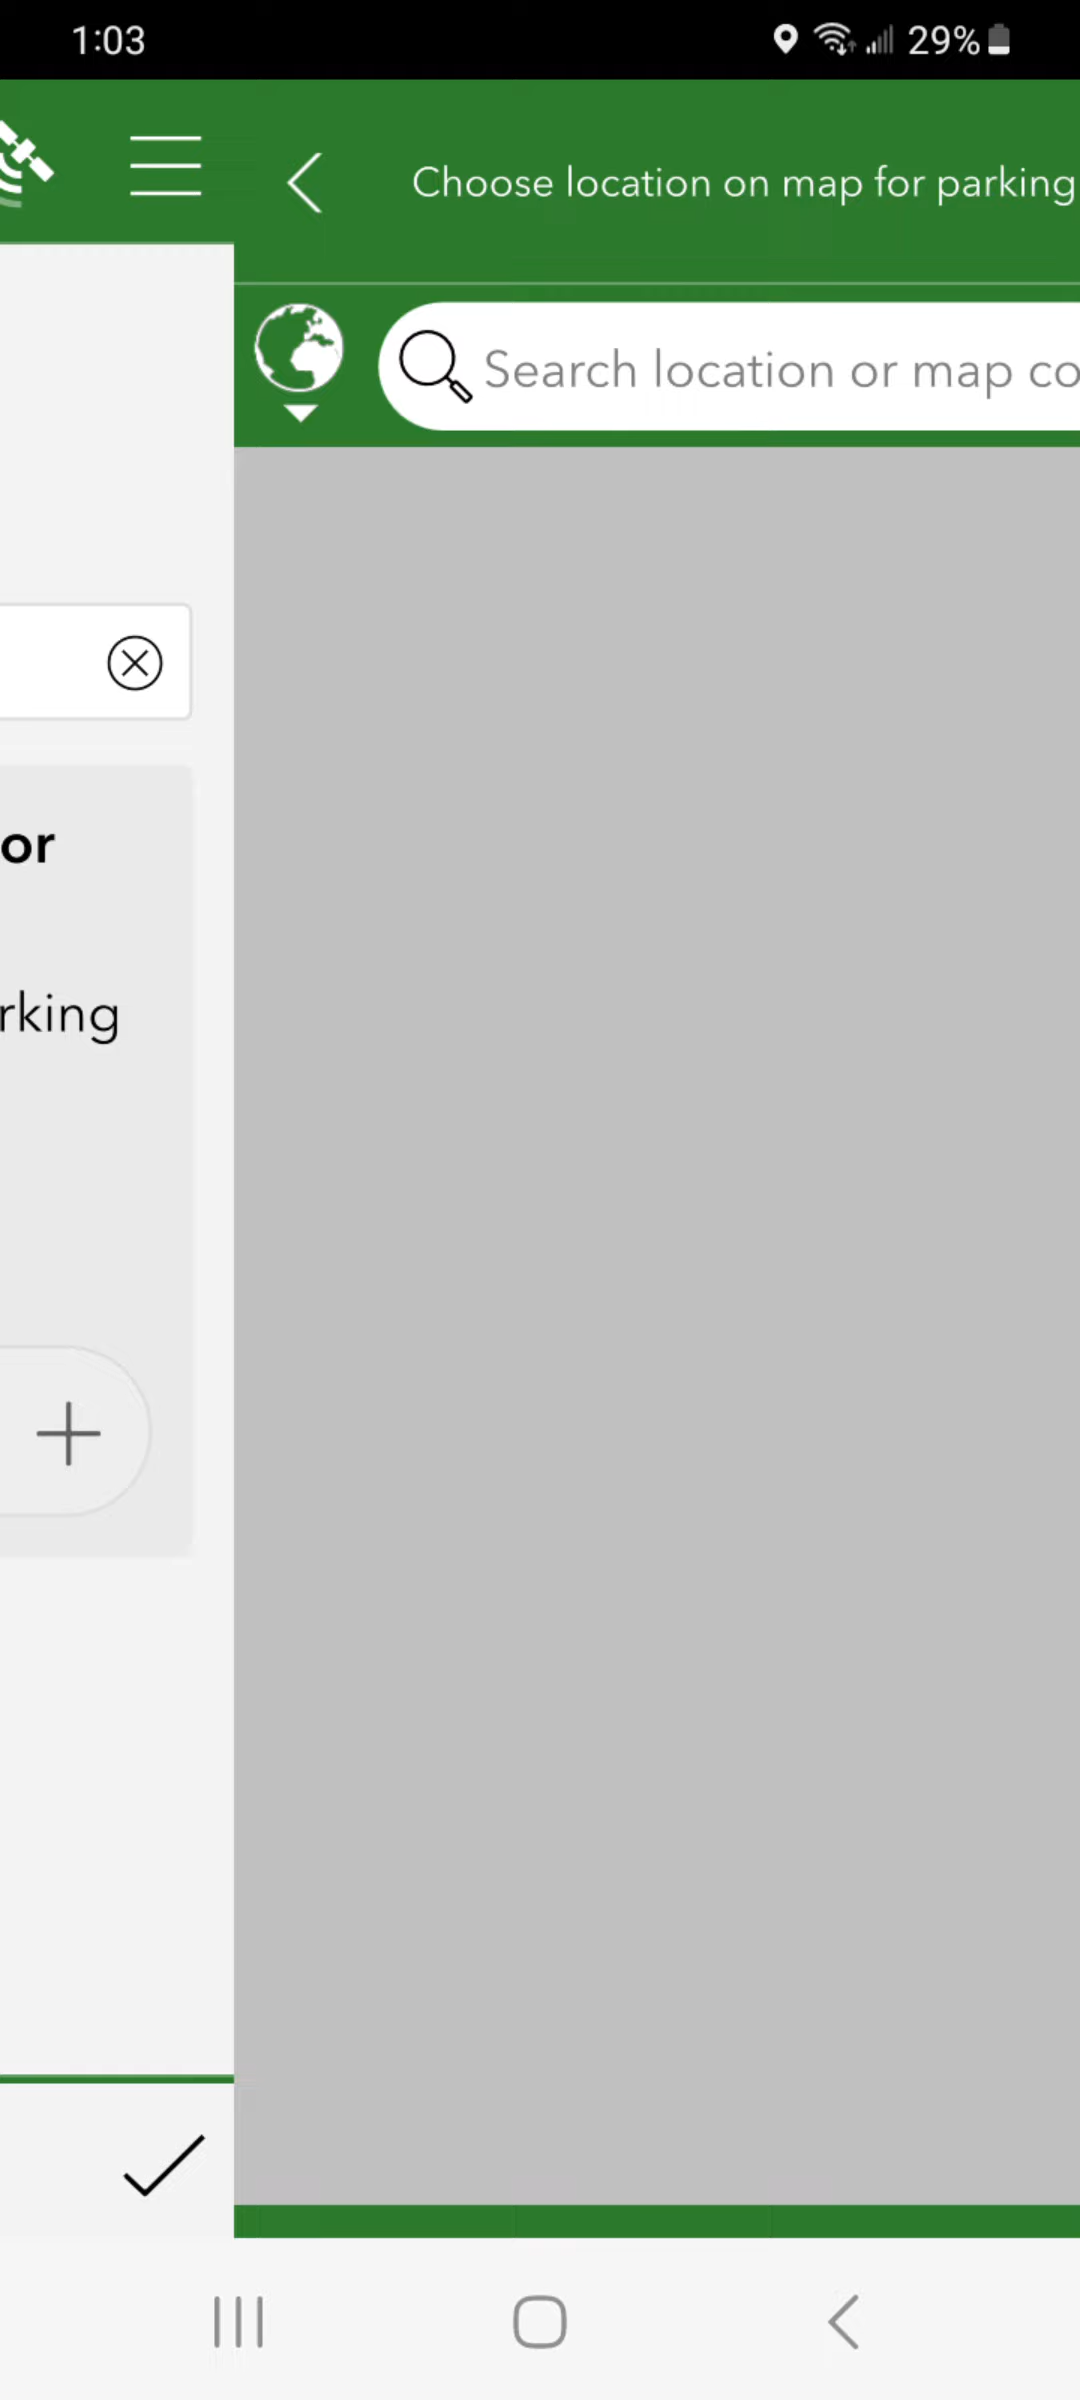 1:03
29%
Choose location on map for parking
Search location or map co
or
rking